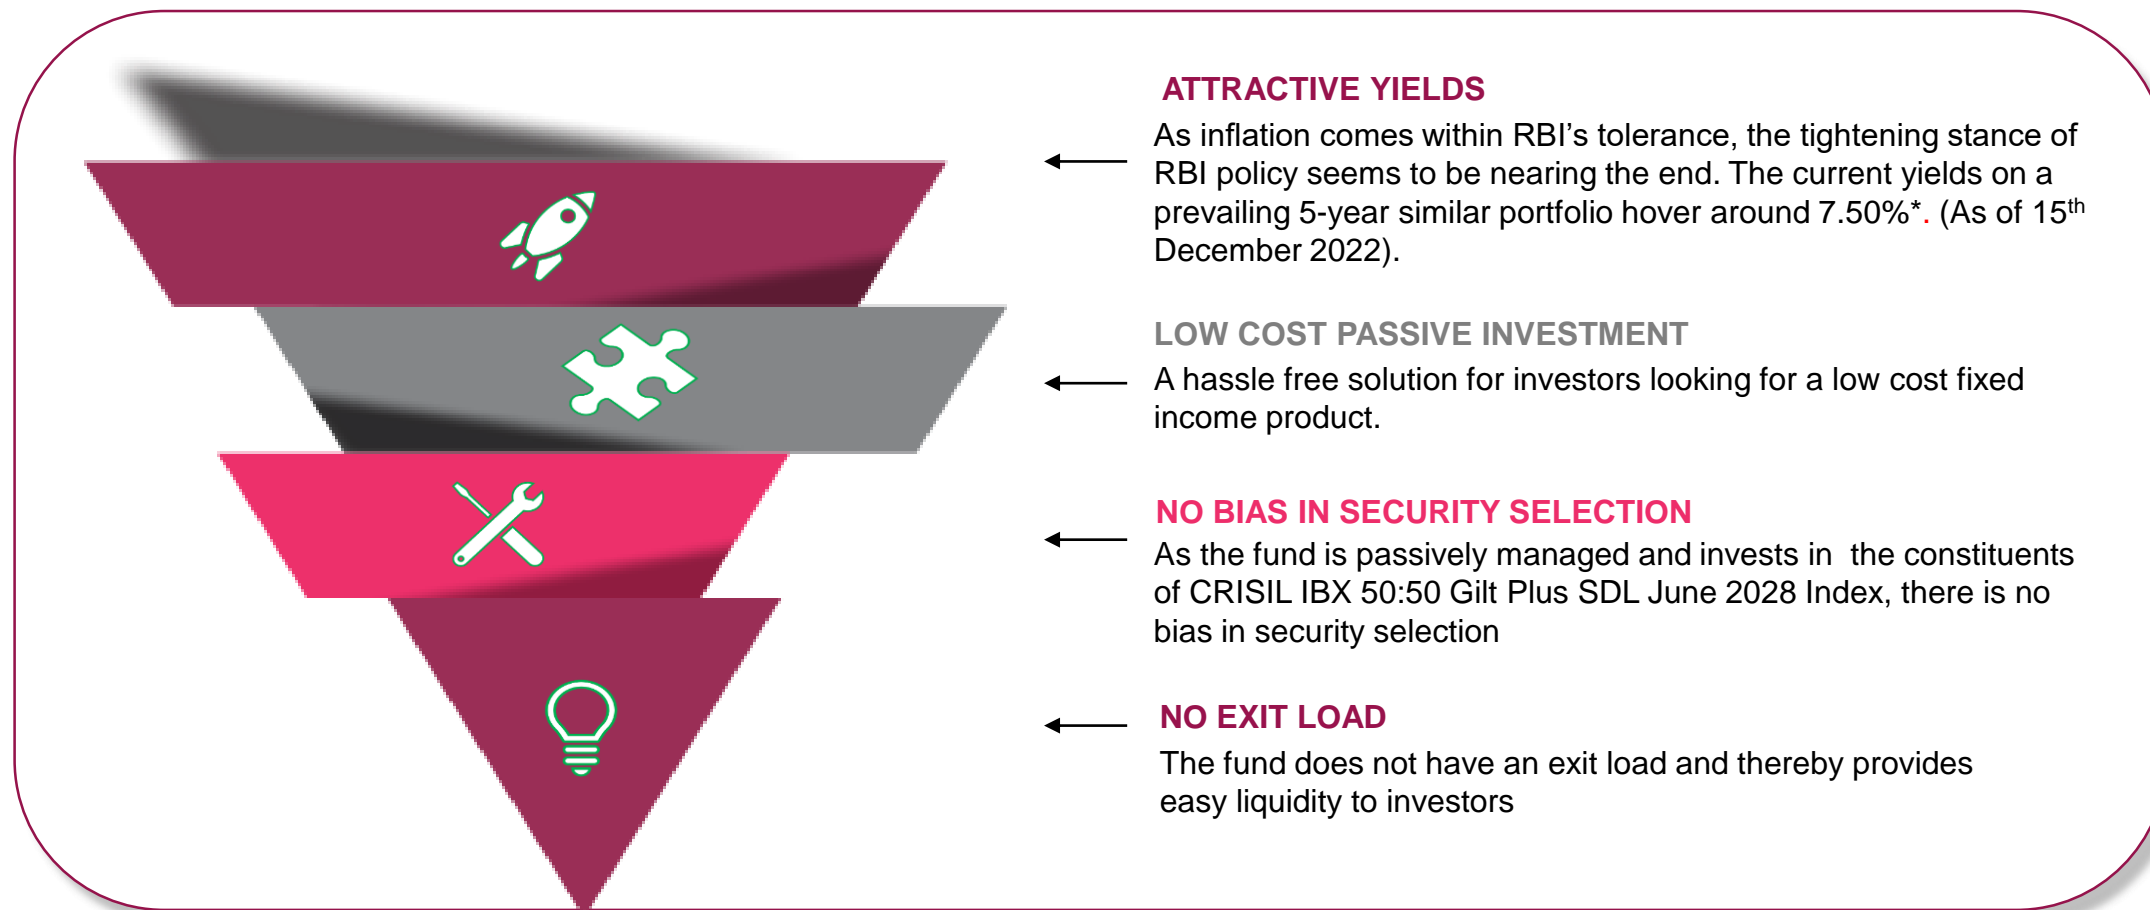 ATTRACTIVE YIELDS
As inflation comes within RBI’s tolerance, the tightening stance of
RBI policy seems to be nearing the end. The current yields on a
prevailing 5-year similar portfolio hover around 7.50%*. (As of 15th
December 2022).
LOW COST PASSIVE INVESTMENT
A hassle free solution for investors looking for a low cost fixed
income product.
NO BIAS IN SECURITY SELECTION
As the fund is passively managed and invests in  the constituents
of CRISIL IBX 50:50 Gilt Plus SDL June 2028 Index, there is no
bias in security selection
NO EXIT LOAD
The fund does not have an exit load and thereby provides
easy liquidity to investors